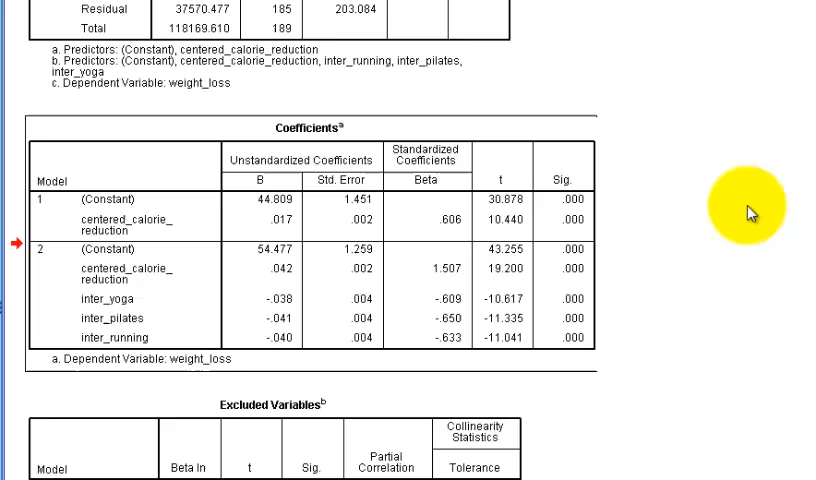 Residual 37570.477 185 203.084
Total 118169.610 189
a. Predictors: (Constant), centered_calorie_reduction
b. Predictors: (Constant), centered_calorie_reduction, inter_running, inter_pilates,
inter_yoga
c. Dependent Variable: weight_loss
Coefficientsa
Model Unstandardized Coefficients Standardized Coefficients t Sig.
B Std. Error Beta
1 (Constant) 44.809 1.451 30.878 .000
centered_calorie_ .017 .002 .606 10.440 .000
reduction
2 (Constant) 54.477 1.259 43.255 .000
centered_calorie_ .042 .002 1.507 19.200 .000
reduction
inter_yoga -.038 .004 -.609 -10.617 .000
inter_pilates -.041 .004 -.650 -11.335 .000
inter_running -.040 .004 -.633 -11.041 .000
a. Dependent Variable: weight_loss
Excluded Variablesb
Collinearity
Statistics
Model Beta In t Sig. Partial Correlation Tolerance